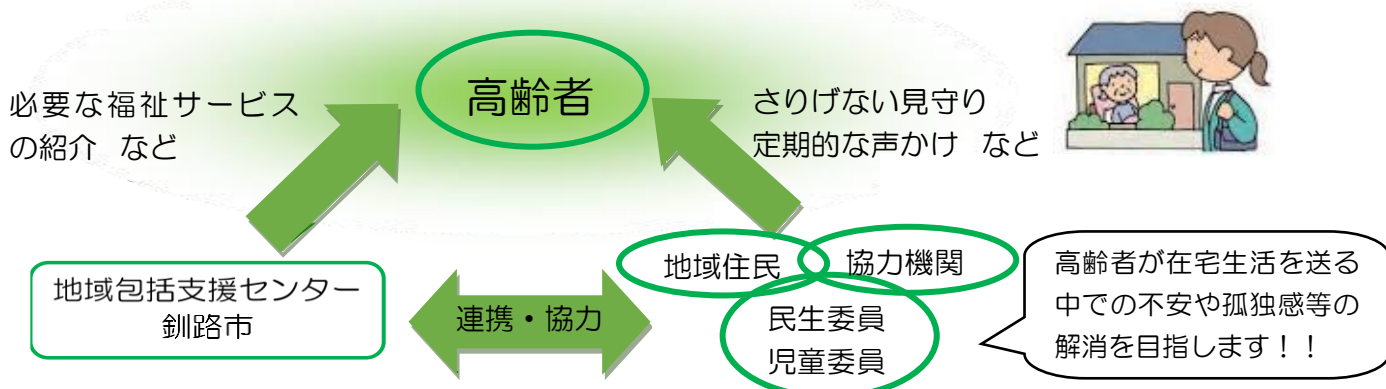 高齢者
必要な福祉サービス
の紹介 など
さりげない見守り
定期的な声かけ など
地域包括支援センター
釧路市
連携・協力
地域住民
協力機関
民生委員
児童委員
高齢者が在宅生活を送る
中での不安や孤独感等の
解消を目指します！！